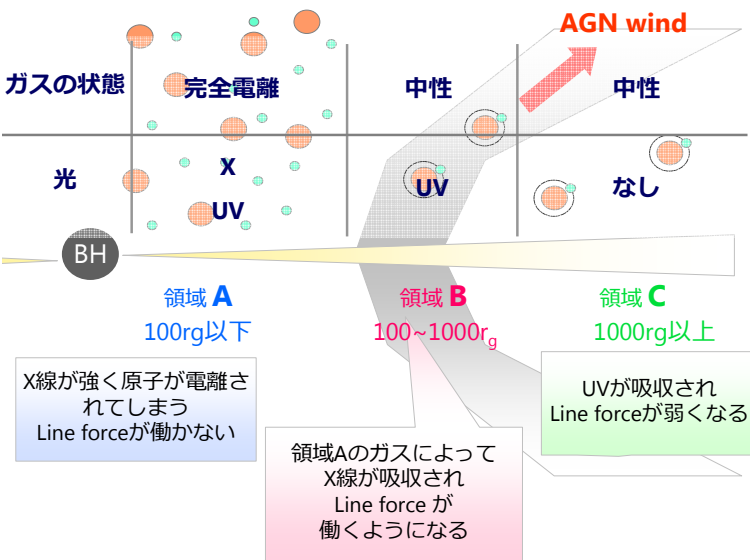 AGN wind
ガスの状態
完全電離
中性
中性
光
X
UV
UV
なし
BH
領域 A
100rg以下
領域 B
100~1000rg
領域 C
1000rg以上
X線が強く原子が電離さ
れてしまう
Line forceが働かない
領域Aのガスによって
X線が吸収され
Line force が
働くようになる
UVが吸収され
Line forceが弱くなる